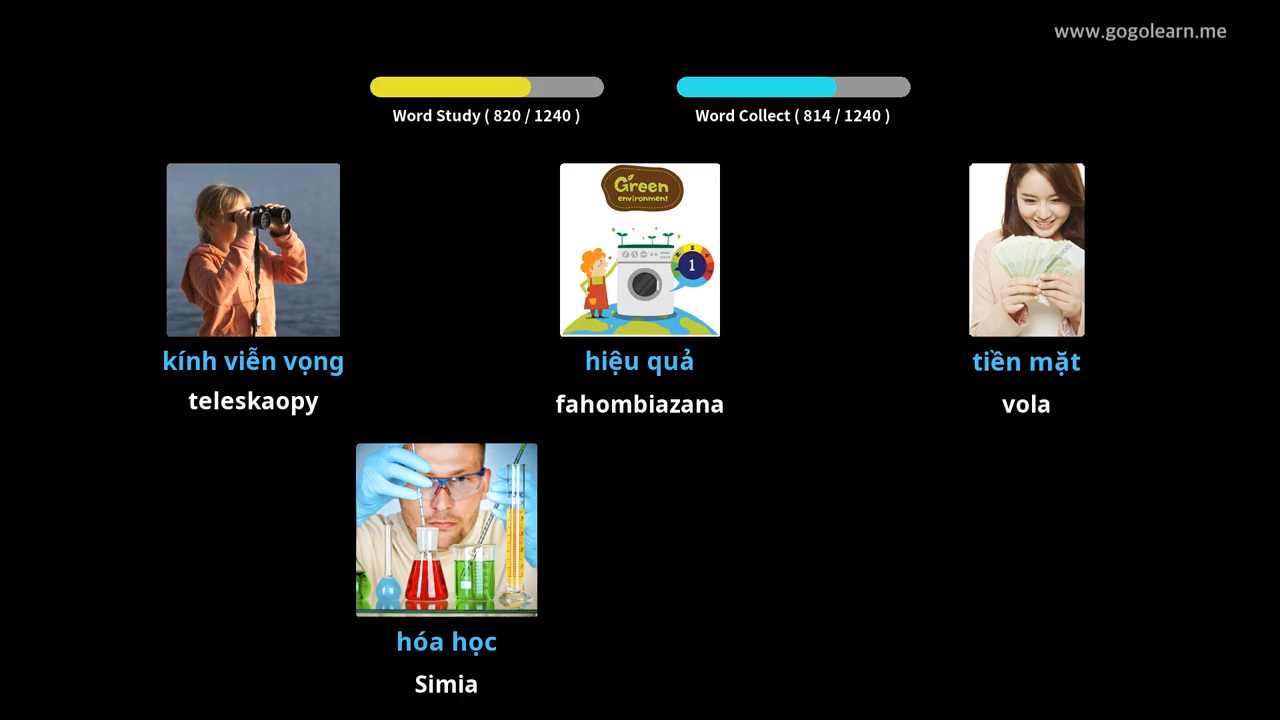 www.gogolearn.me
Word Study ( 820 / 1240 )
Word Collect ( 814 / 1240 )
Green
environment
1
kính viễn vọng
teleskaopy
hiệu quả
fahombiazana
tiền mặt
vola
hóa học
Simia